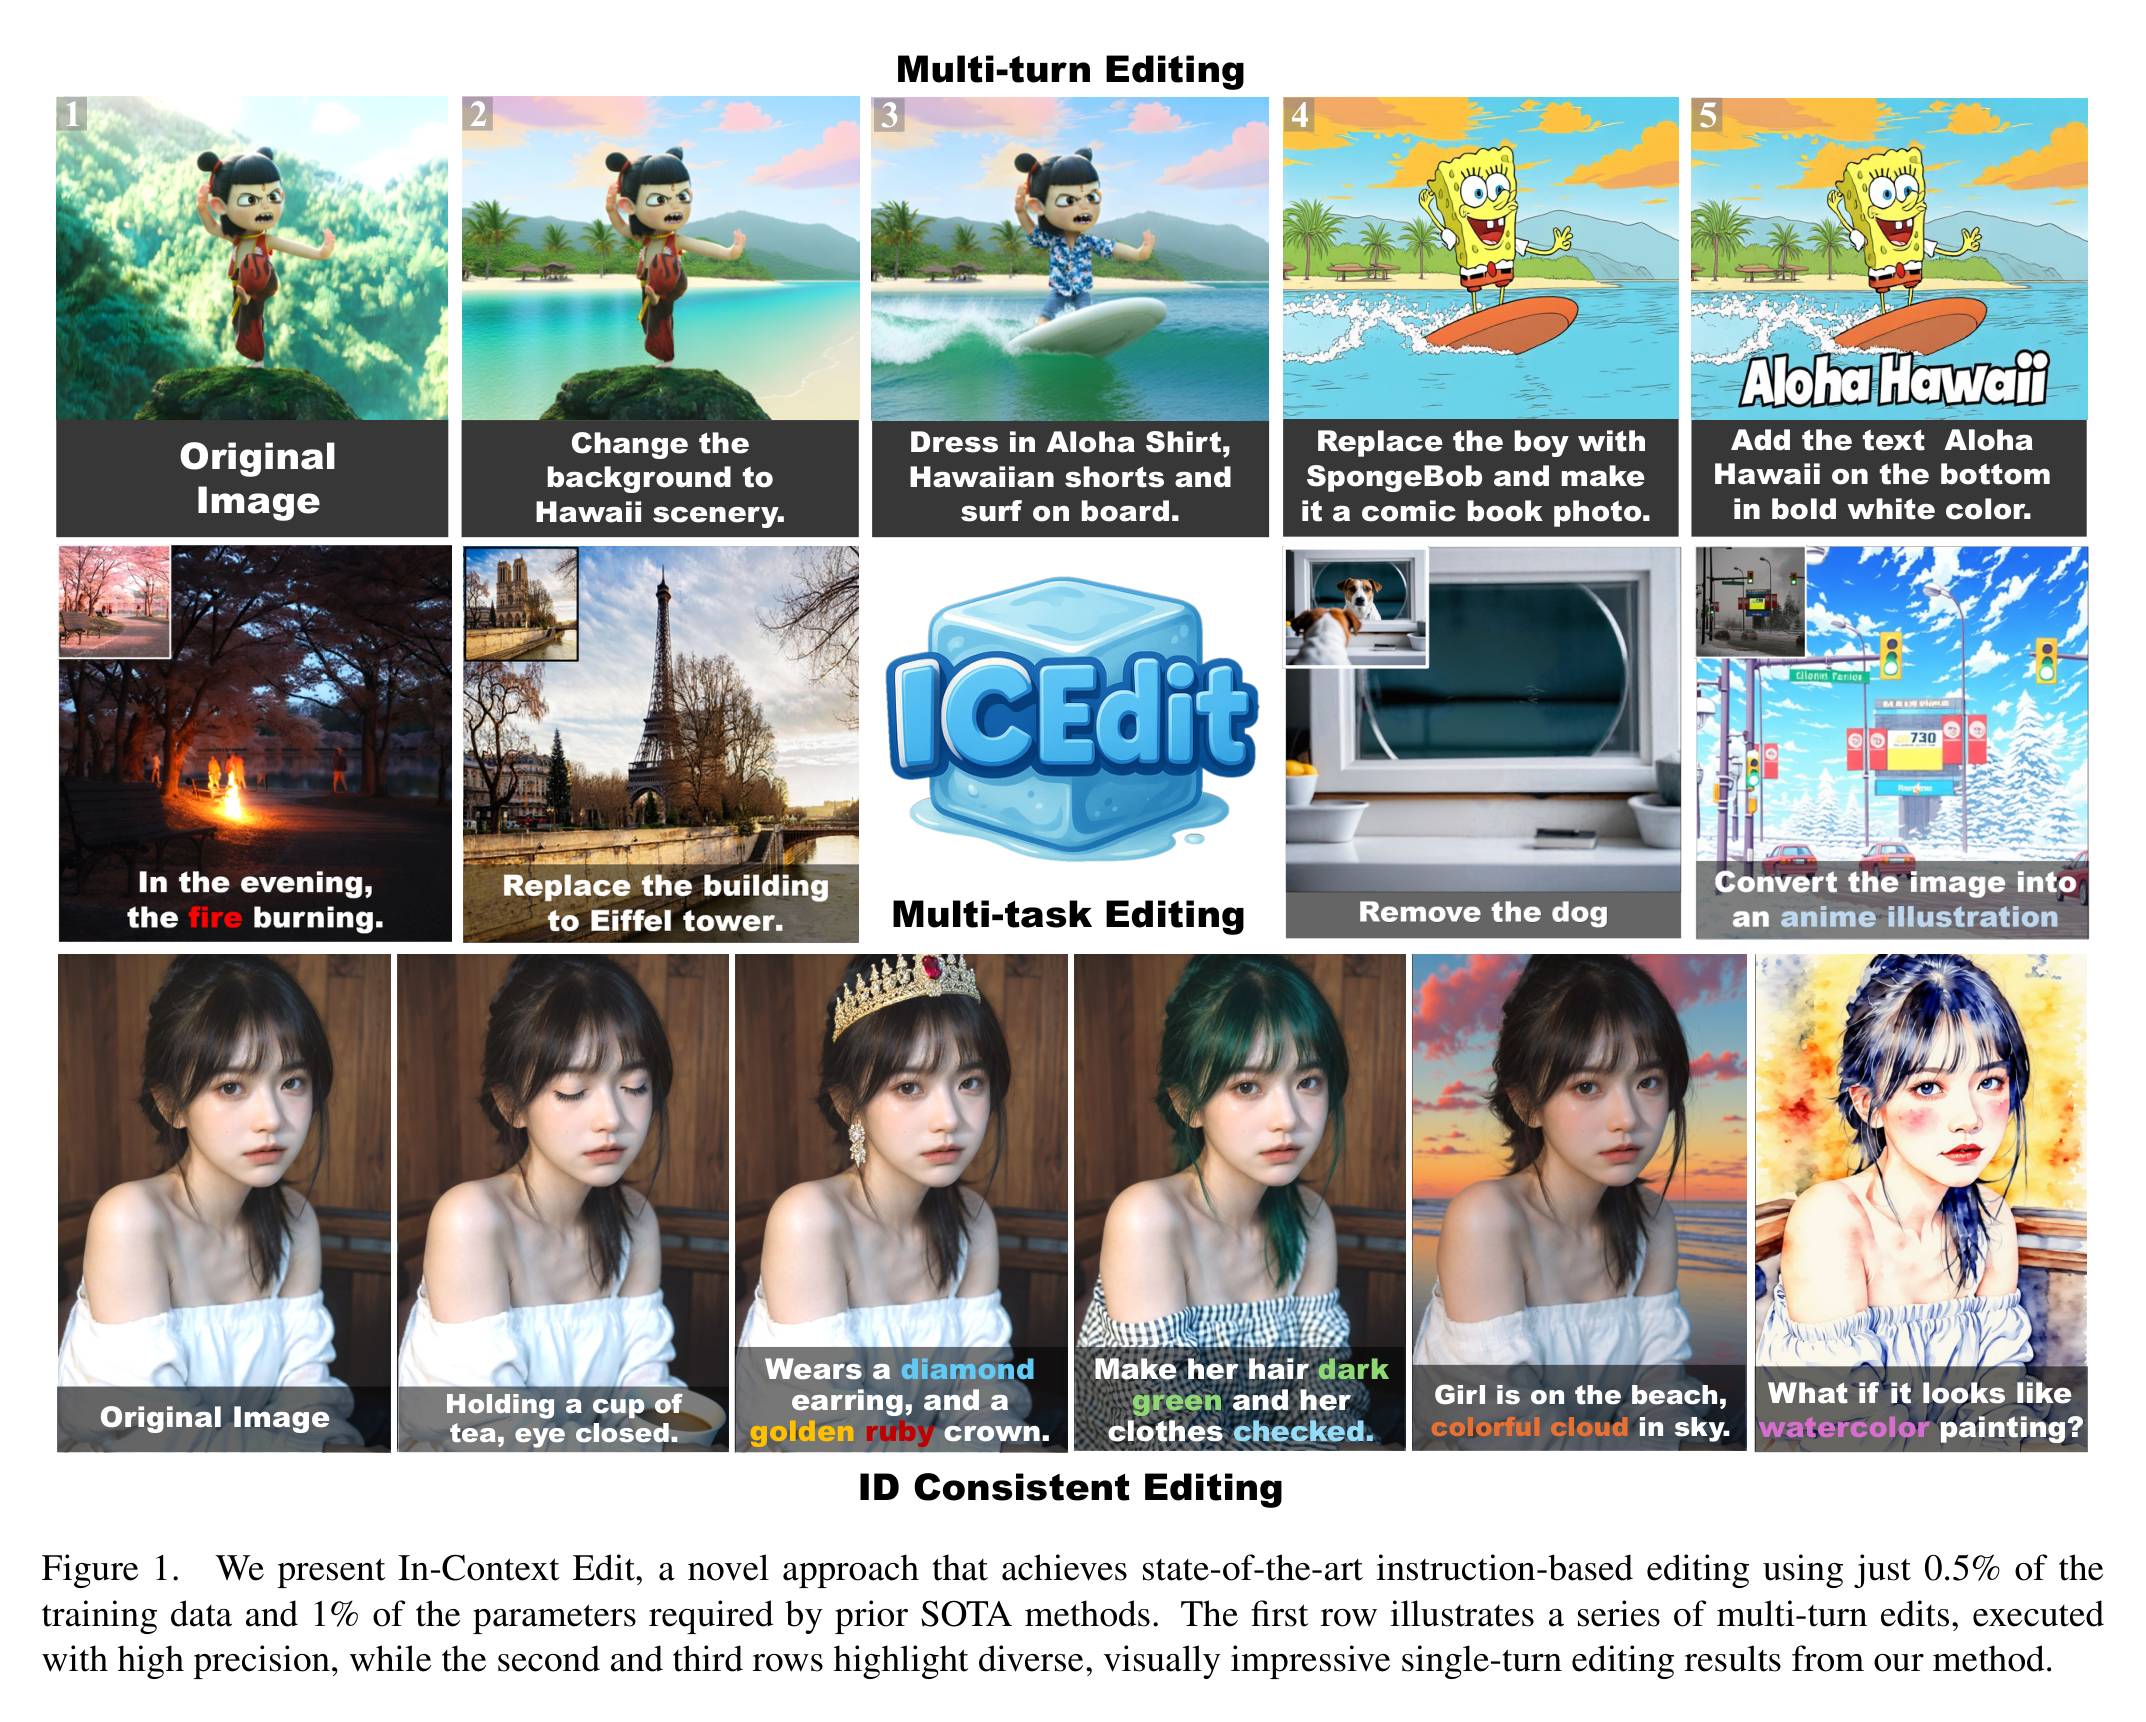 Multi-turn Editing
1
2
3
4
5
Aloha Hawaii
Original
Image
Change the
background to
Hawaii scenery.
Dress in Aloha Shirt,
Hawaiian shorts and
surf on board.
Replace the boy with
SpongeBob and make
it a comic book photo.
Add the text  Aloha
Hawaii on the bottom
in bold white color.
In the evening,
the fire burning.
Replace the building
to Eiffel tower.
ICEdit
Multi-task Editing
Remove the dog
730
Convert the image into
an anime illustration
Original Image
Holding a cup of
tea, eye closed.
Wears a diamond
earring, and a
golden ruby crown.
Make her hair dark
green and her
clothes checked.
Girl is on the beach,
colorful cloud in sky.
What if it looks like
watercolor painting?
ID Consistent Editing
Figure 1. We present In-Context Edit, a novel approach that achieves state-of-the-art instruction-based editing using just 0.5% of the
training data and 1% of the parameters required by prior SOTA methods. The first row illustrates a series of multi-turn edits, executed
with high precision, while the second and third rows highlight diverse, visually impressive single-turn editing results from our method.